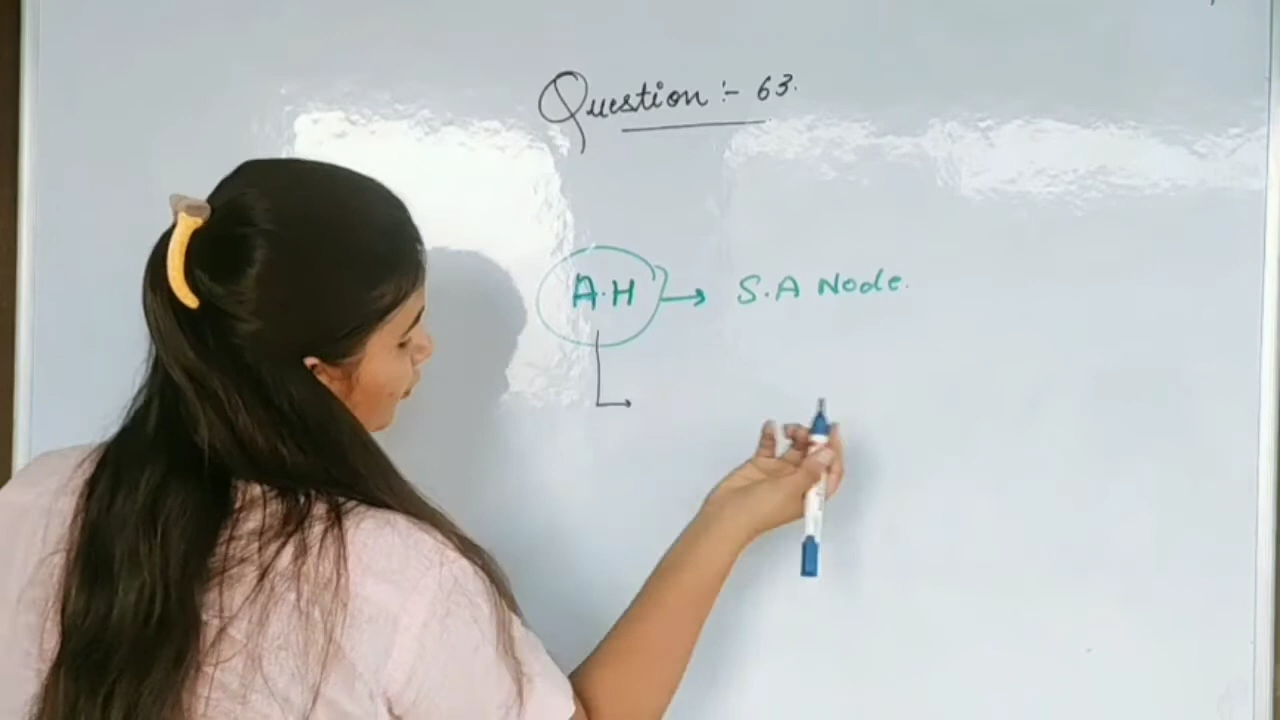 Question :- 63.
A.H → S.A Node.